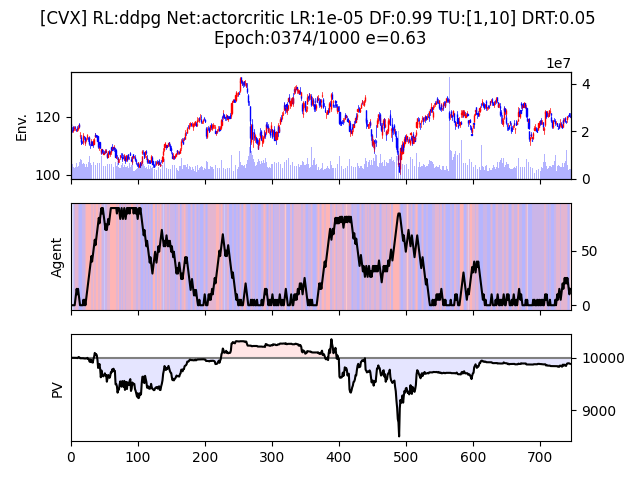 [CVX] RL:ddpg Net:actorcritic LR:1e-05 DF:0.99 TU:[1,10] DRT:0.05
Epoch:0374/1000 e=0.63
1e7
Env.
120
100
4
2
0
Agent
50
0
PV
10000
9000
0 100 200 300 400 500 600 700